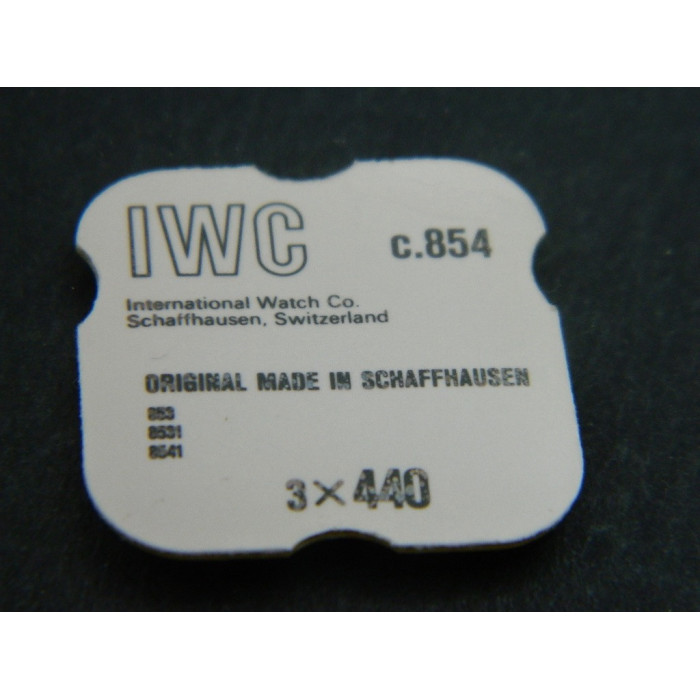 IWC c.854
International Watch Co.
Schaffhausen, Switzerland
ORIGINAL MADE IN SCHAFFHAUSEN
853
8531
8541
3×440